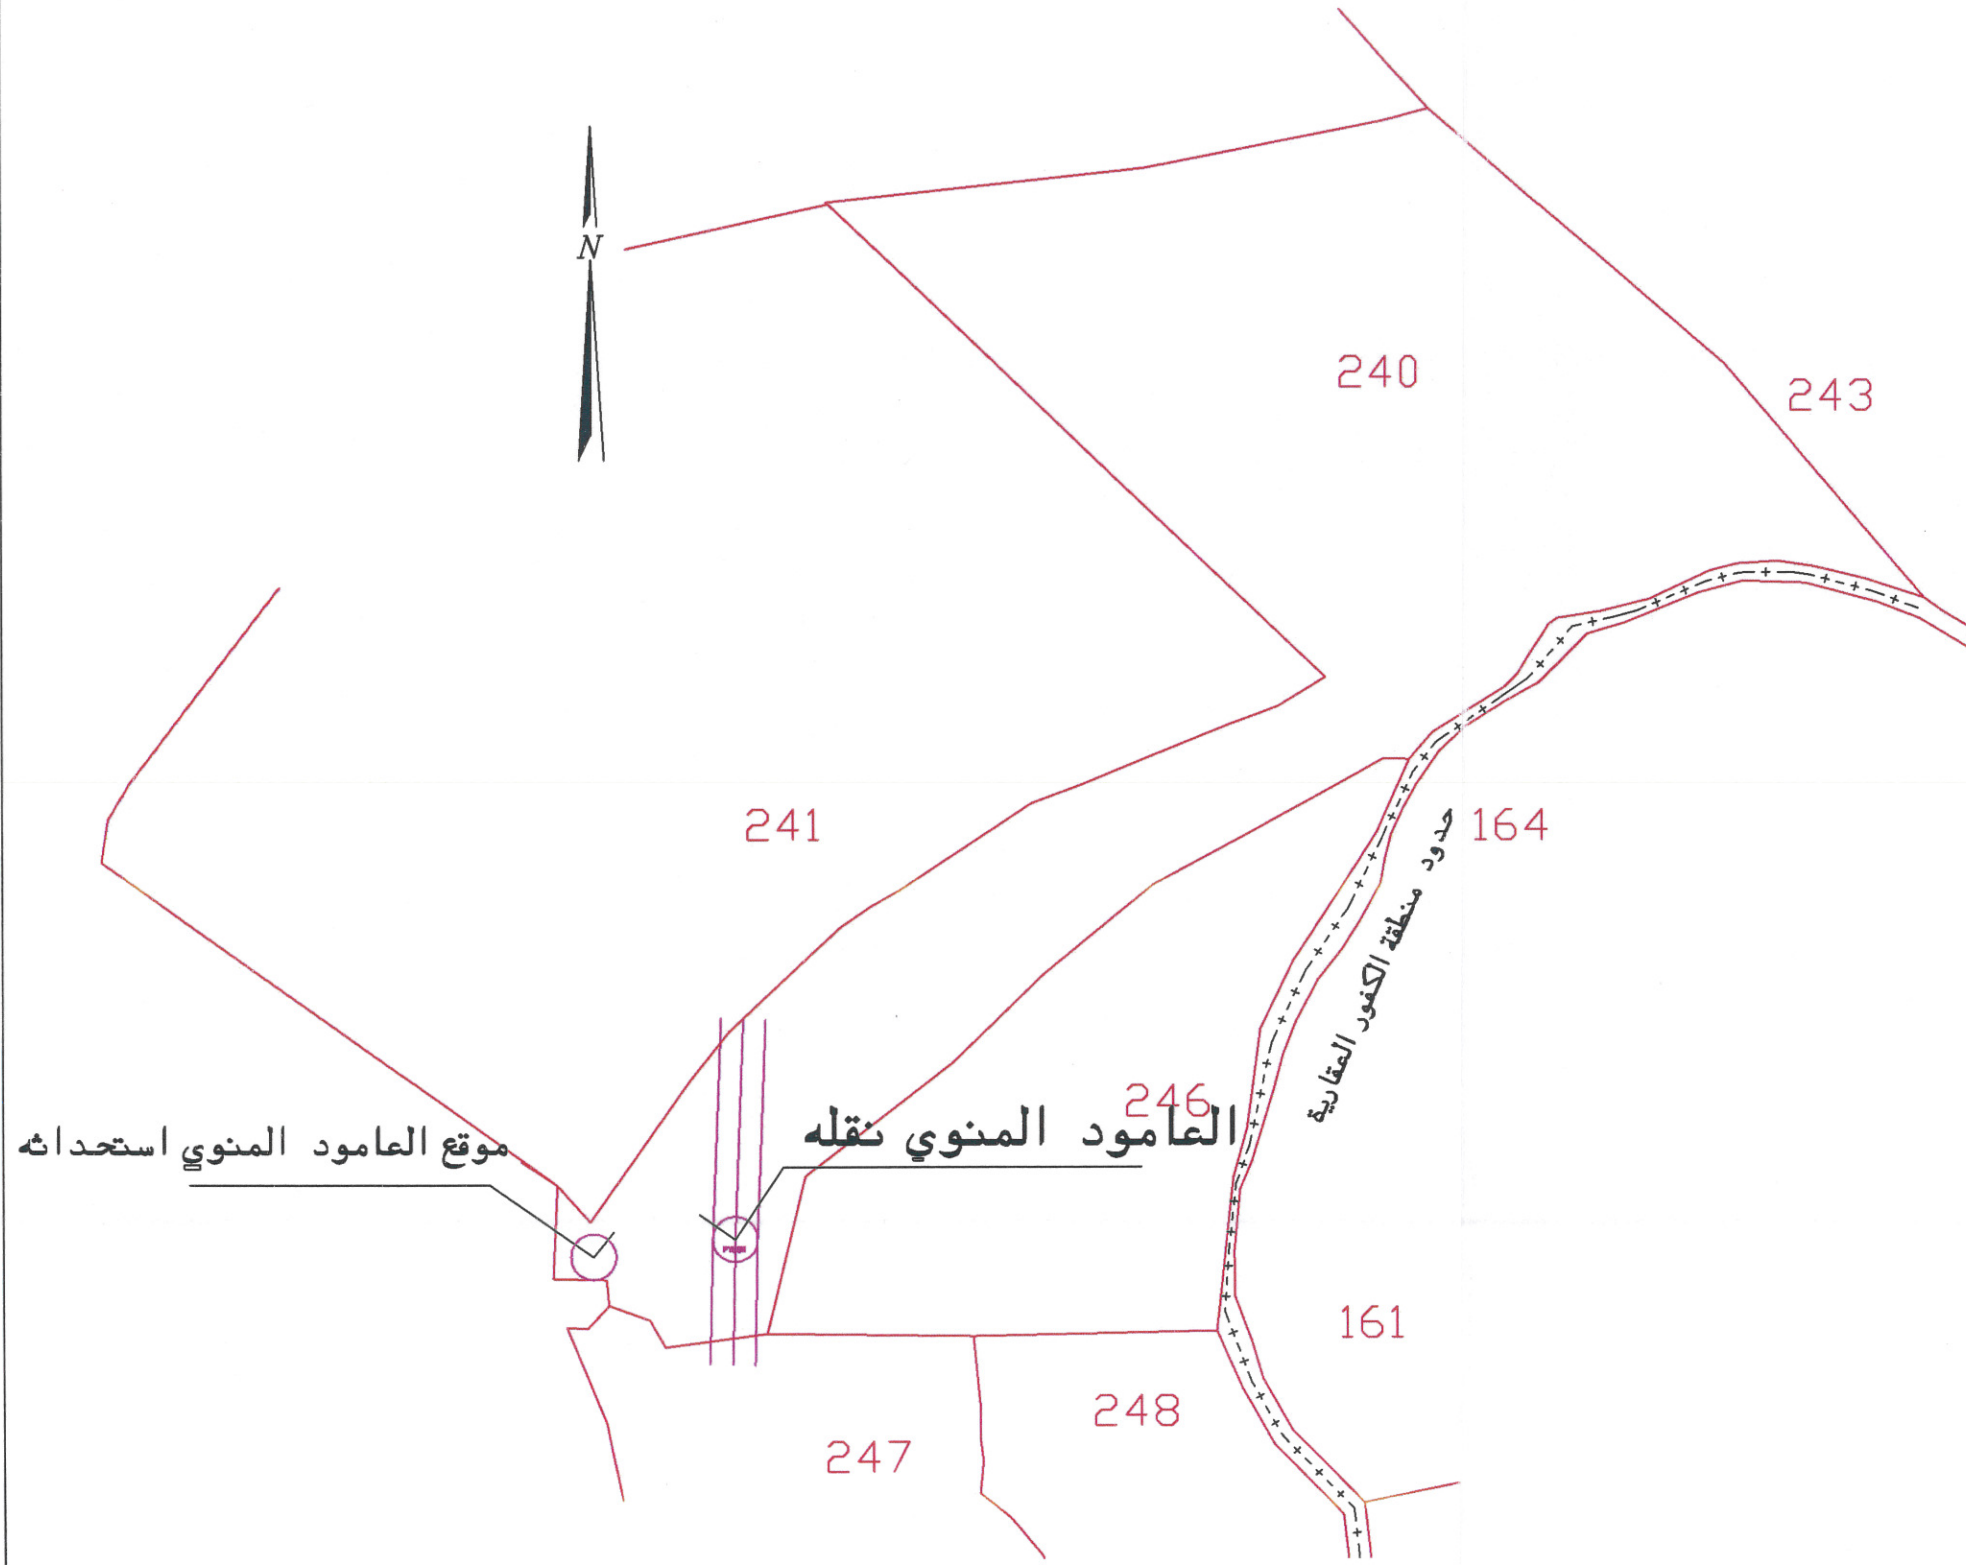 N
240
243
241
164
حدود منطقة الكفور العقارية
246
العامود المنوي نقله
موقع العامود المنوي استحداثه
161
248
247